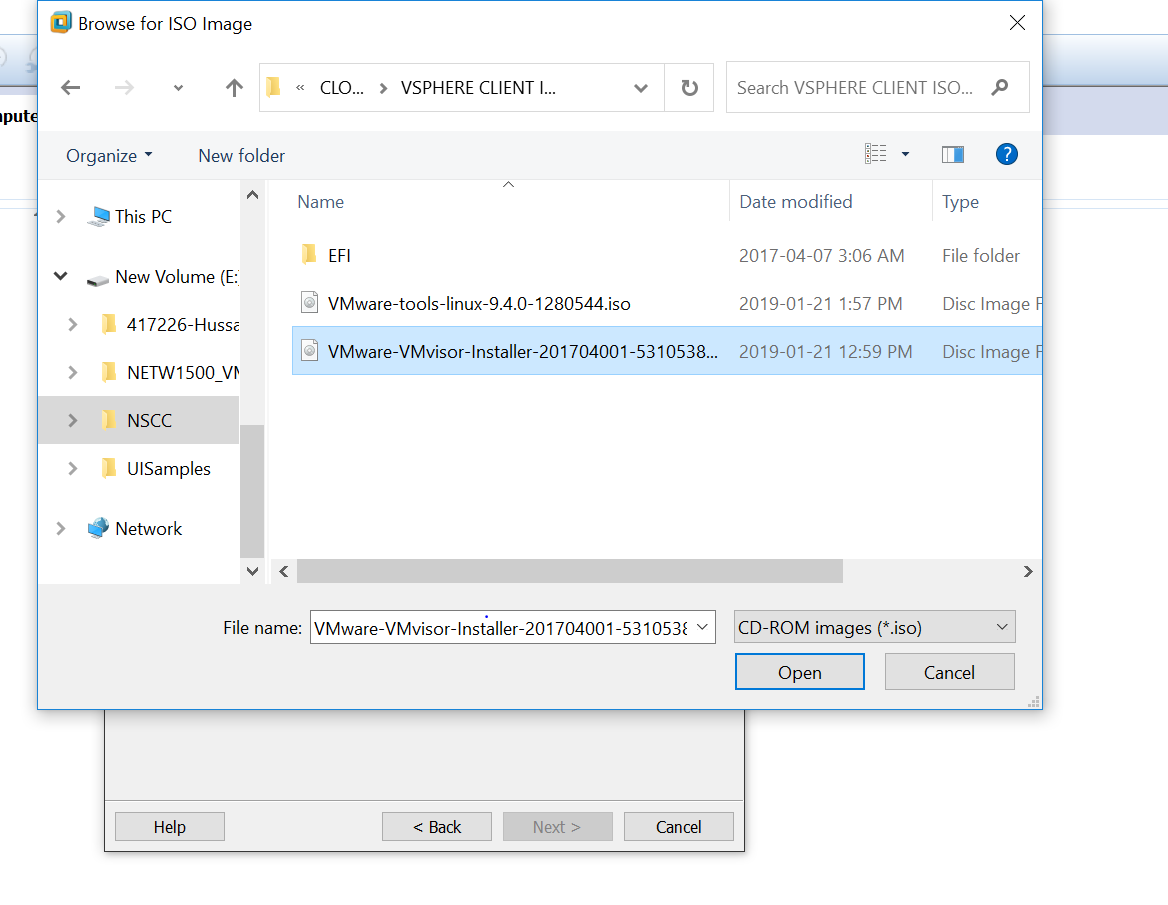 Browse for ISO Image
« CLO... > VSPHERE CLIENT I...
Search VSPHERE CLIENT ISO...
Organize
New folder
?
Name
Date modified
Type
This PC
New Volume (E:)
417226-Hussa
NETW1500_VM
NSCC
UISamples
Network
EFI 2017-04-07 3:06 AM File folder
VMware-tools-linux-9.4.0-1280544.iso 2019-01-21 1:57 PM Disc Image F
VMware-VMvisor-Installer-201704001-5310538... 2019-01-21 12:59 PM Disc Image F
File name: VMware-VMvisor-Installer-201704001-5310538
CD-ROM images (*.iso)
Open
Cancel
Help
< Back
Next >
Cancel